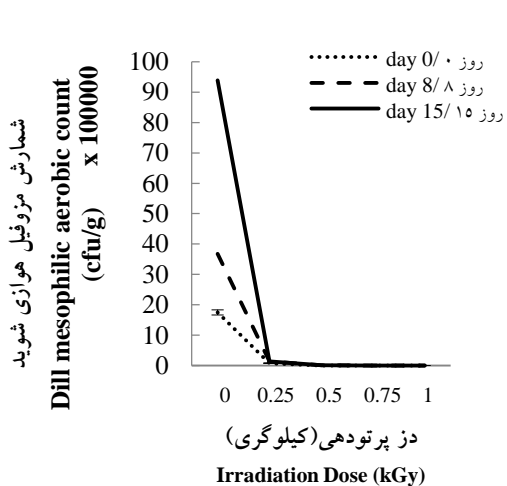 شمارش مزوفیل هوازی شوید
Dill mesophilic aerobic count
(cfu/g) x 100000
100
90
80
70
60
50
40
30
20
10
0
day 0/ روز ۰
day 8/ روز ۸
day 15/ روز ۱۵
0 0.25 0.5 0.75 1
دز پرتودهی(کیلوگری)
Irradiation Dose (kGy)